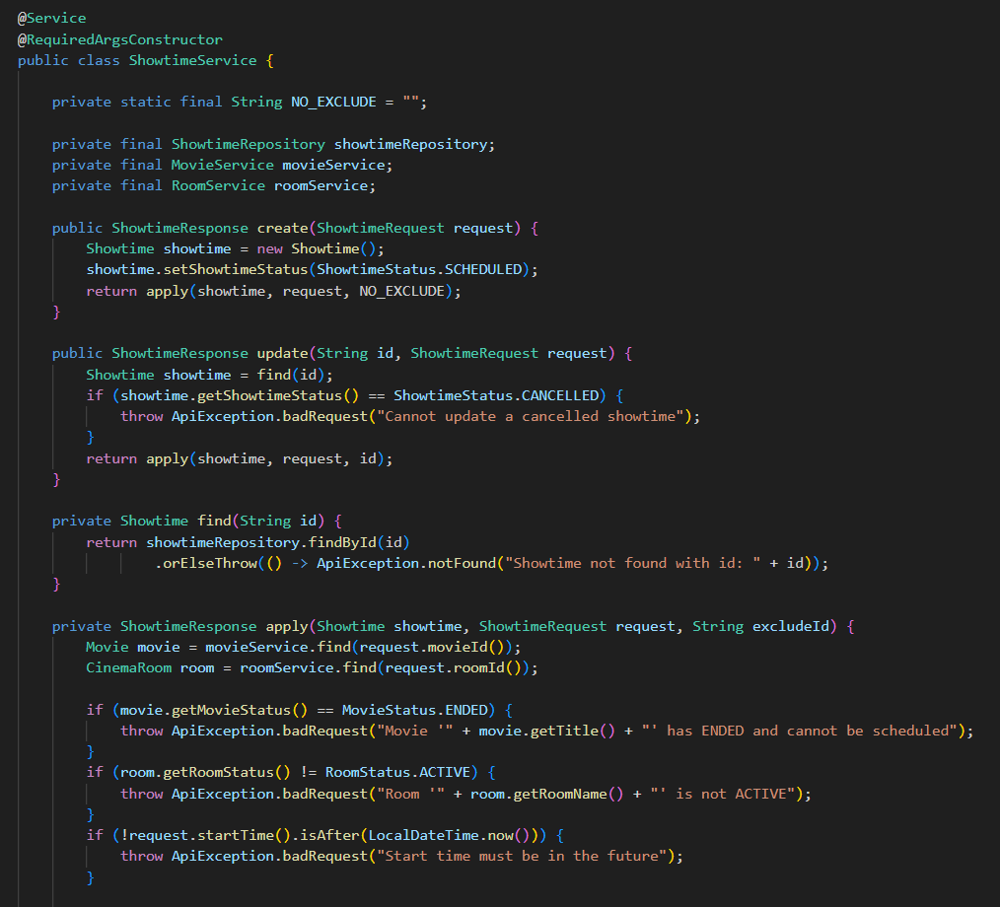 @Service
@RequiredArgsConstructor
public class ShowtimeService {
    private static final String NO_EXCLUDE = "";
    private final ShowtimeRepository showtimeRepository;
    private final MovieService movieService;
    private final RoomService roomService;
    public ShowtimeResponse create(ShowtimeRequest request) {
        Showtime showtime = new Showtime();
        showtime.setShowtimeStatus(ShowtimeStatus.SCHEDULED);
        return apply(showtime, request, NO_EXCLUDE);
    }
    public ShowtimeResponse update(String id, ShowtimeRequest request) {
        Showtime showtime = find(id);
        if (showtime.getShowtimeStatus() == ShowtimeStatus.CANCELLED) {
            throw ApiException.badRequest("Cannot update a cancelled showtime");
        }
        return apply(showtime, request, id);
    }
    private Showtime find(String id) {
        return showtimeRepository.findById(id)
                .orElseThrow(() -> ApiException.notFound("Showtime not found with id: " + id));
    }
    private ShowtimeResponse apply(Showtime showtime, ShowtimeRequest request, String excludeId) {
        Movie movie = movieService.find(request.movieId());
        CinemaRoom room = roomService.find(request.roomId());
        if (movie.getMovieStatus() == MovieStatus.ENDED) {
            throw ApiException.badRequest("Movie '" + movie.getTitle() + "' has ENDED and cannot be scheduled");
        }
        if (room.getRoomStatus() != RoomStatus.ACTIVE) {
            throw ApiException.badRequest("Room '" + room.getRoomName() + "' is not ACTIVE");
        }
        if (!request.startTime().isAfter(LocalDateTime.now())) {
            throw ApiException.badRequest("Start time must be in the future");
        }